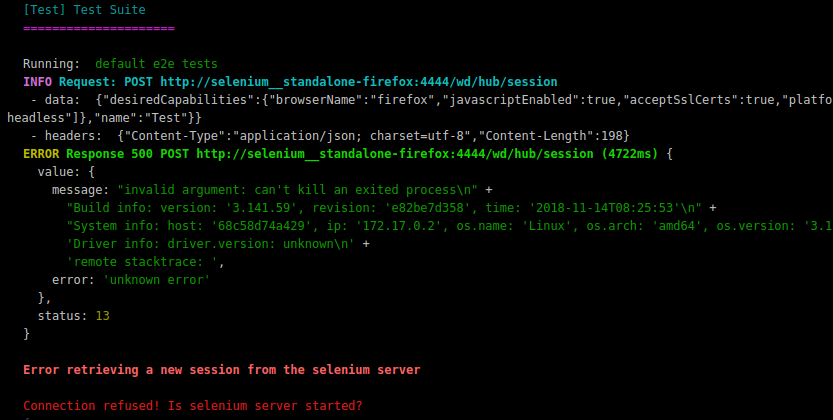 [Test] Test Suite
=====================
Running:  default e2e tests
INFO Request: POST http://selenium__standalone-firefox:4444/wd/hub/session
 - data:  {"desiredCapabilities":{"browserName":"firefox","javascriptEnabled":true,"acceptSslCerts":true,"platfo
headless"]},"name":"Test"}}
 - headers:  {"Content-Type":"application/json; charset=utf-8","Content-Length":198}
ERROR Response 500 POST http://selenium__standalone-firefox:4444/wd/hub/session (4722ms) {
  value: {
    message: "invalid argument: can't kill an exited process\n" +
      "Build info: version: '3.141.59', revision: 'e82be7d358', time: '2018-11-14T08:25:53'\n" +
      "System info: host: '68c58d74a429', ip: '172.17.0.2', os.name: 'Linux', os.arch: 'amd64', os.version: '3.1
      'Driver info: driver.version: unknown\n' +
      'remote stacktrace: ',
    error: 'unknown error'
  },
  status: 13
}
Error retrieving a new session from the selenium server
Connection refused! Is selenium server started?